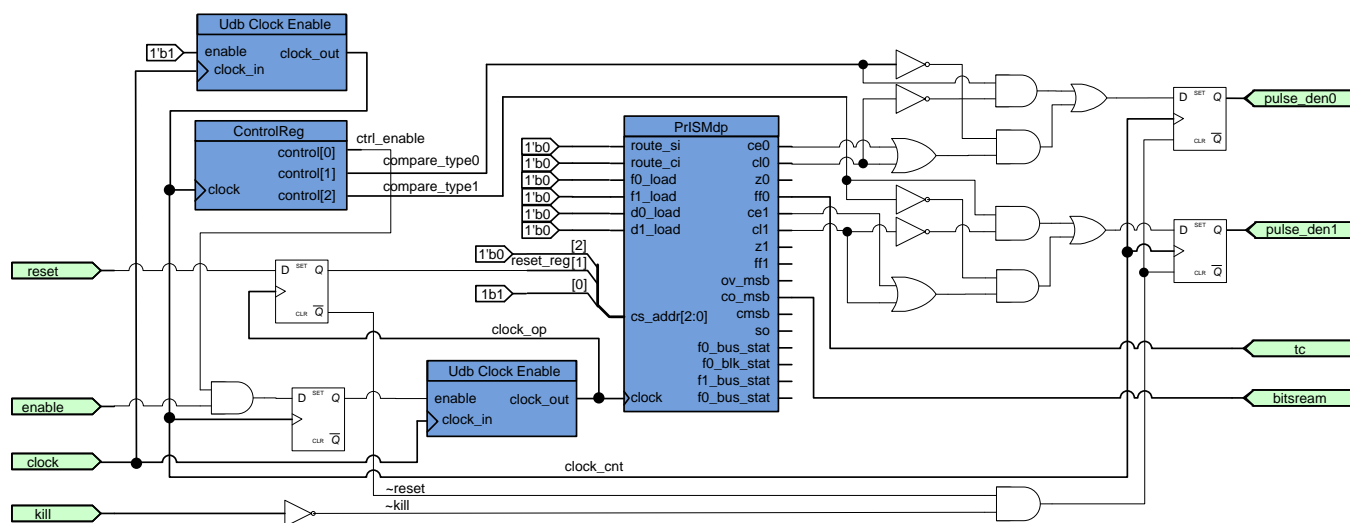 Udb Clock Enable
1'b1
enable
clock_out
clock_in
ControlReg
ctrl_enable
control[0]
control[1]
compare_type0
control[2]
compare_type1
clock
PrISMdp
1'b0
route_si
ce0
1'b0
route_ci
cl0
1'b0
f0_load
z0
1'b0
f1_load
ff0
1'b0
d0_load
ce1
1'b0
d1_load
cl1
z1
ff1
ov_msb
co_msb
cmsb
so
f0_bus_stat
f0_blk_stat
f1_bus_stat
f0_bus_stat
1'b0
[2]
reset_reg
[1]
1b1
[0]
cs_addr[2:0]
clock
D SET Q
CLR Q
pulse_den0
D SET Q
CLR Q
pulse_den1
reset
D SET Q
CLR Q
clock_op
tc
Udb Clock Enable
enable
clock_out
clock_in
enable
D SET Q
CLR Q
bitsream
clock
clock_cnt
~reset
~kill
kill